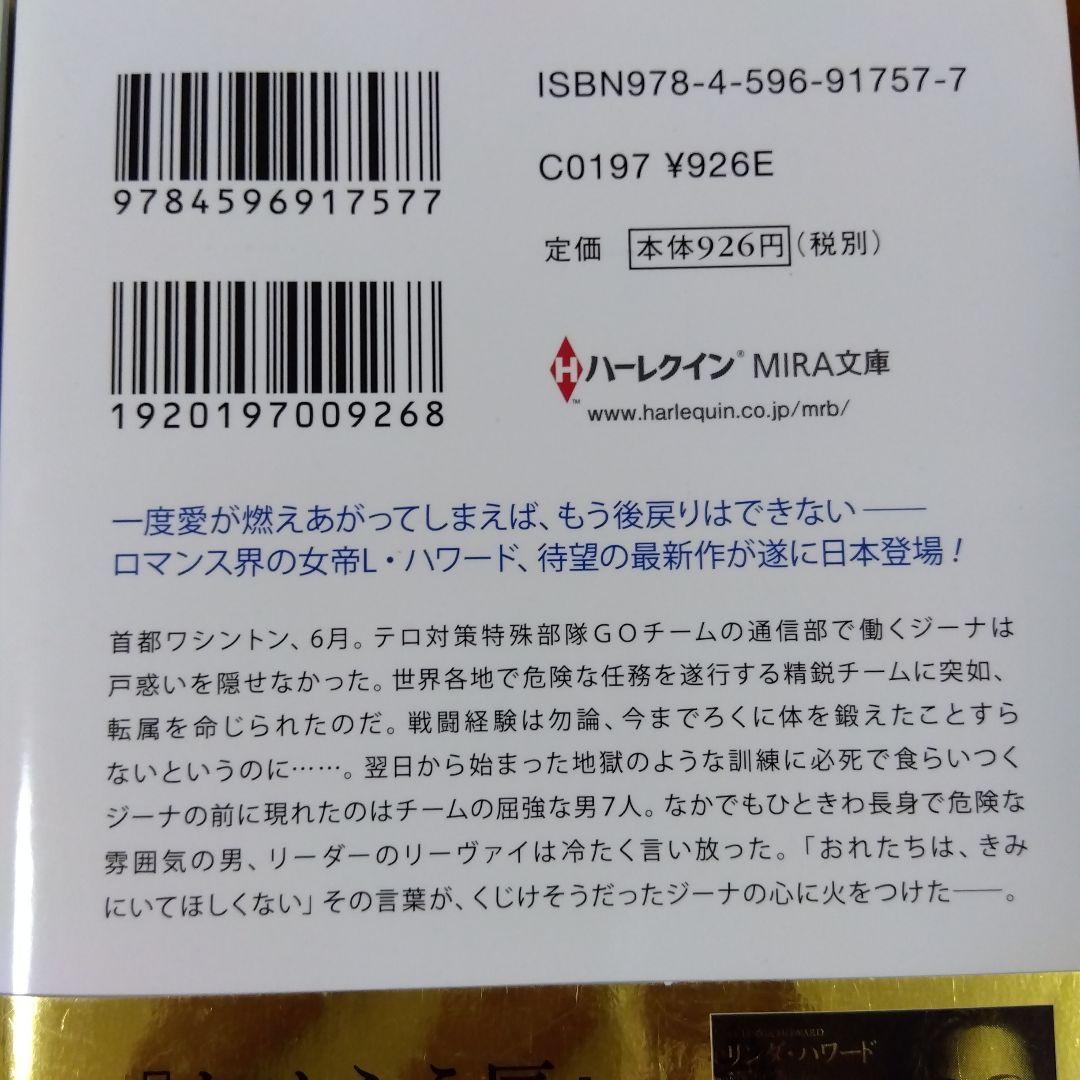 ISBN978-4-596-91757-7
9784596917577
C0197 ¥926E
定価 本体926円(税別)
1920197009268
H ハーレクイン® MIRA文庫
™
www.harlequin.co.jp/mrb/
一度愛が燃えあがってしまえば、もう後戻りはできない——
ロマンス界の女帝L・ハワード、待望の最新作が遂に日本登場！
首都ワシントン、6月。テロ対策特殊部隊GOチームの通信部で働くジーナは
戸惑いを隠せなかった。世界各地で危険な任務を遂行する精鋭チームに突如、
転属を命じられたのだ。戦闘経験は勿論、今までろくに体を鍛えたことすら
ないというのに……。翌日から始まった地獄のような訓練に必死で食らいつく
ジーナの前に現れたのはチームの屈強な男7人。なかでもひときわ長身で危険な
雰囲気の男、リーダーのリーヴァイは冷たく言い放った。「おれたちは、きみ
にいてほしくない」その言葉が、くじけそうだったジーナの心に火をつけた——。
リンダ・ハワード